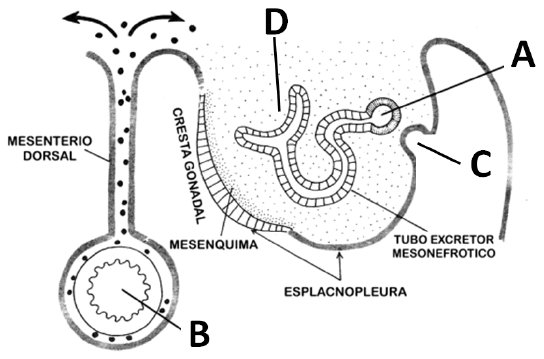 D
A
MESENTERIO
DORSAL
CRESTA GONADAL
C
MESENQUIMA
TUBO EXCRETOR
MESONEFROTICO
ESPLACNOPLEURA
B